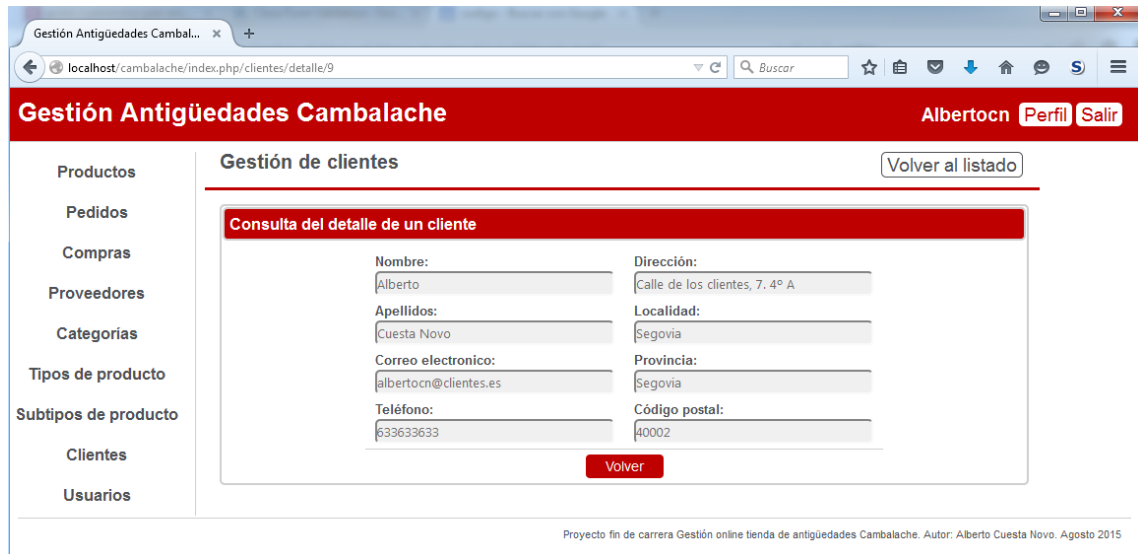 Gestión Antigüedades Cambal...
localhost/cambalache/index.php/clientes/detalle/9
Buscar
Gestión Antigüedades Cambalache
Albertocn Perfil Salir
Productos
Pedidos
Compras
Proveedores
Categorías
Tipos de producto
Subtipos de producto
Clientes
Usuarios
Gestión de clientes
Volver al listado
Consulta del detalle de un cliente
Nombre:
Alberto
Apellidos:
Cuesta Novo
Correo electronico:
albertocn@clientes.es
Teléfono:
633633633
Dirección:
Calle de los clientes, 7. 4º A
Localidad:
Segovia
Provincia:
Segovia
Código postal:
40002
Volver
Proyecto fin de carrera Gestión online tienda de antigüedades Cambalache. Autor: Alberto Cuesta Novo. Agosto 2015